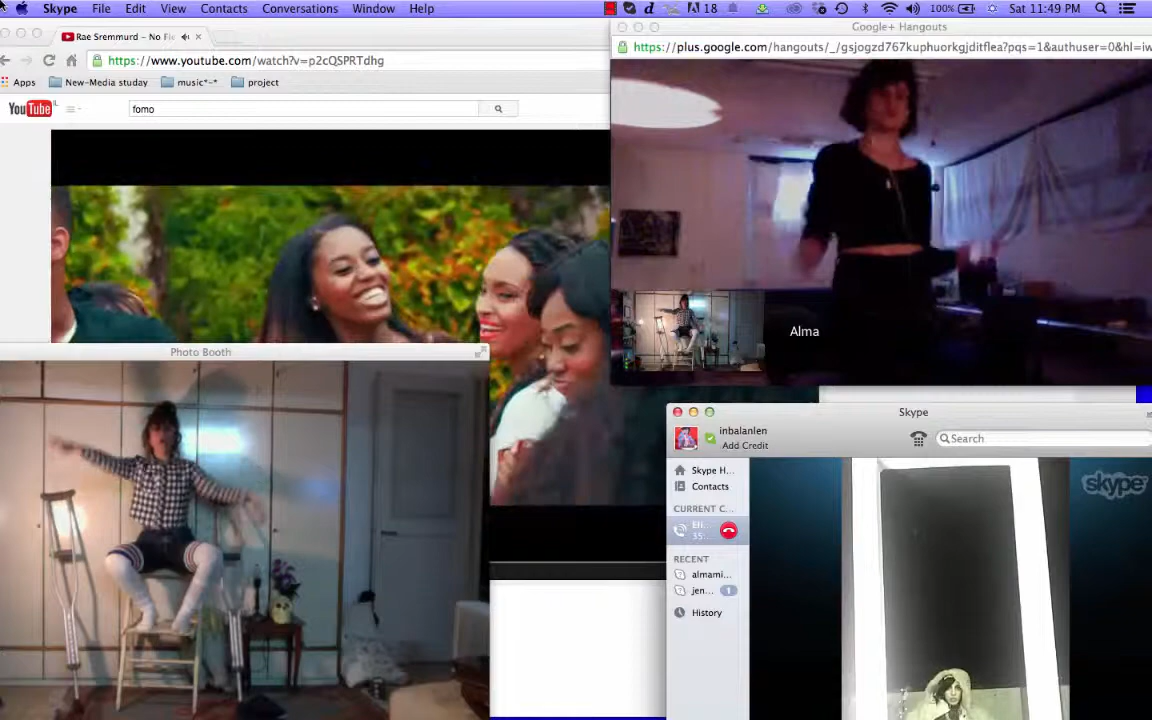 Skype File Edit View Contacts Conversations Window Help
18 100% Sat 11:49 PM
Rae Sremmurd – No Fle
https://www.youtube.com/watch?v=p2cQSPRTdhg
Apps New-Media studay music*~* project
YouTube IL
fomo
Google+ Hangouts
https://plus.google.com/hangouts/_/gsjogzd767kuphuorkgjditflea?pqs=1&authuser=0&hl=iw
Alma
Photo Booth
Skype
inbalanlen
Add Credit
Search
Skype H...
Contacts
CURRENT C...
35:
RECENT
almami...
jen... 1
History
skype